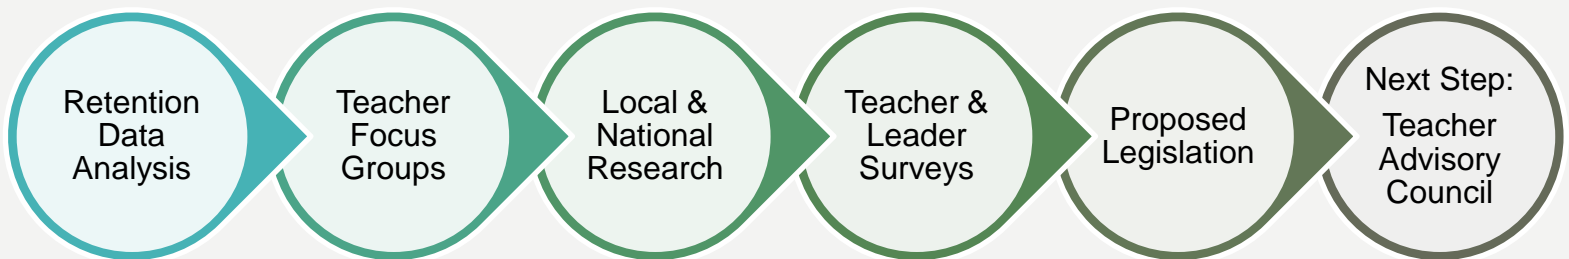 Retention
Data
Analysis
Teacher
Focus
Groups
Local &
National
Research
Teacher &
Leader
Surveys
Proposed
Legislation
Next Step:
Teacher
Advisory
Council